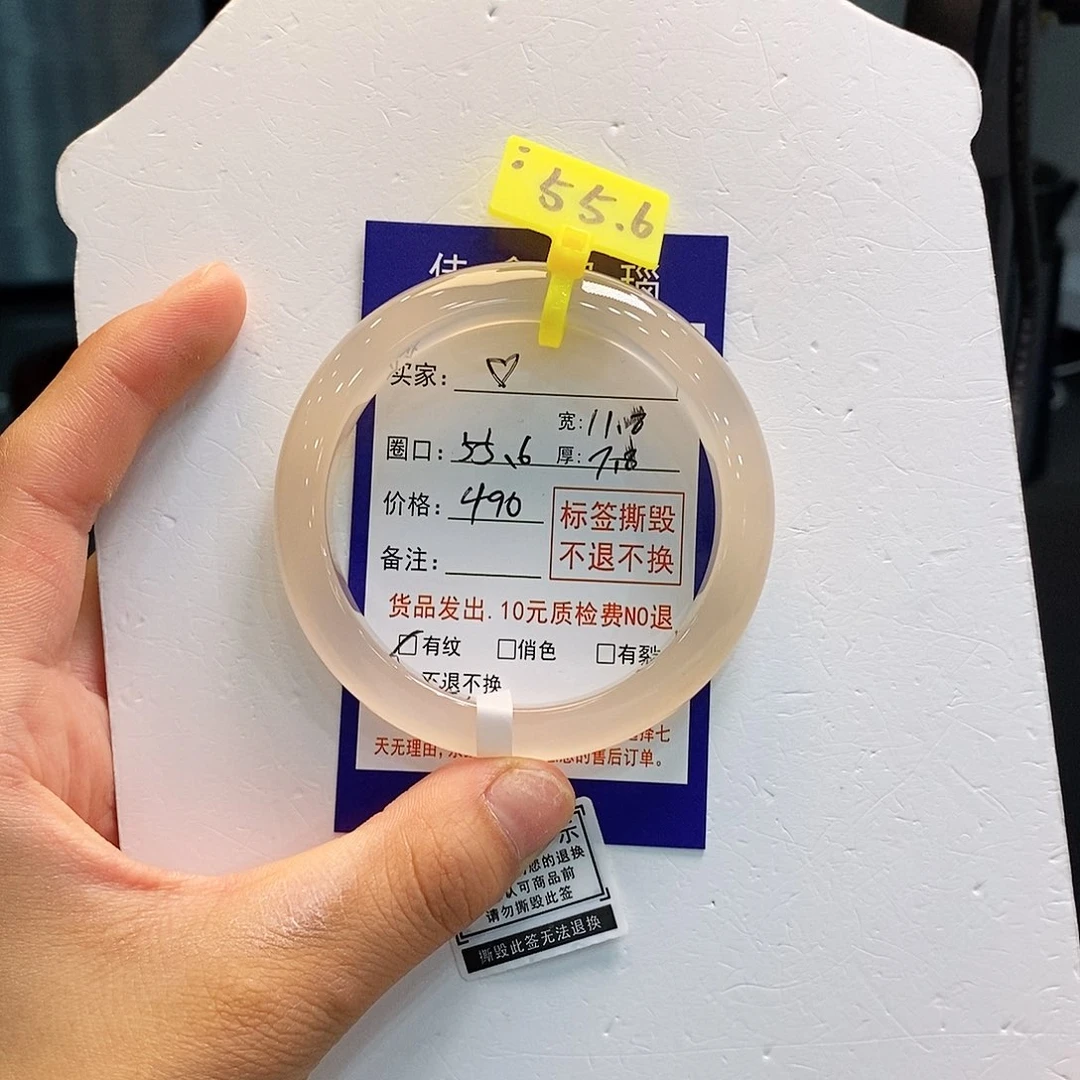 55.6
买家：♡
宽：11.8
圈口：55.6 厚：7.8
价格：490
标签撕毁
不退不换
备注：
货品发出.10元质检费NO退
☑有纹 □俏色 □有裂
不退不换
天无理由，
的售后订单。
的退换
认可商品前
请勿撕毁此签
撕毁此签无法退换